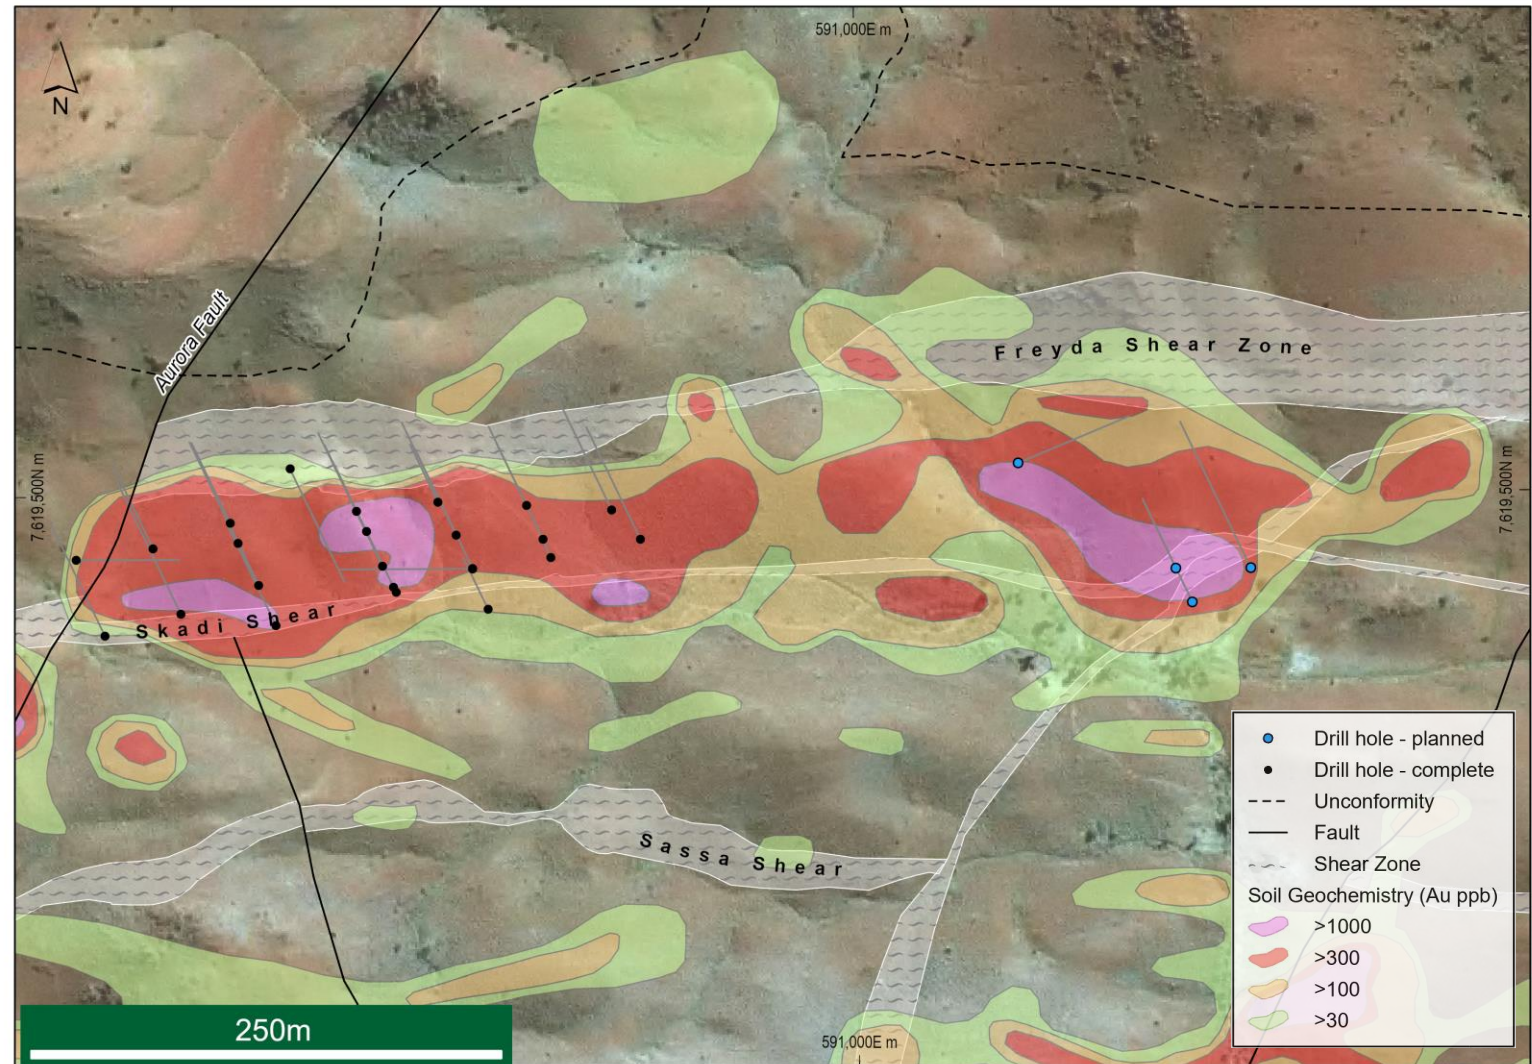 591,000E m
N
Aurora Fault
Freyda Shear Zone
7,619,500N m
7,619,500N m
Skadi Shear
Sassa Shear
Drill hole - planned
Drill hole - complete
Unconformity
Fault
Shear Zone
Soil Geochemistry (Au ppb)
>1000
>300
>100
>30
250m
591,000E m